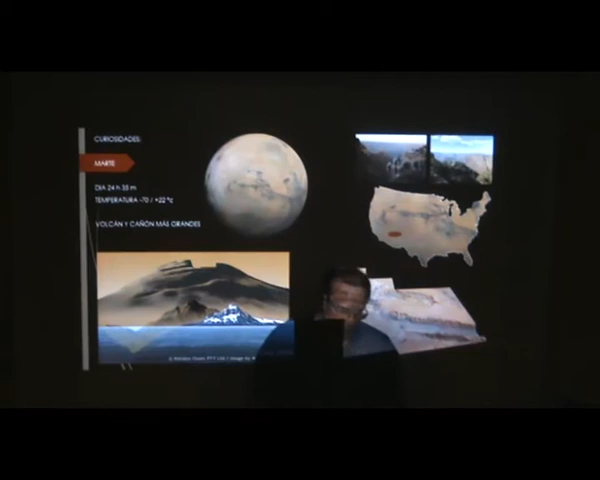 CURIOSIDADES:
MARTE
DIA 24 h 35 m
TEMPERATURA -70 / +22 ºc
VOLCÁN Y CAÑÓN MÁS GRANDES